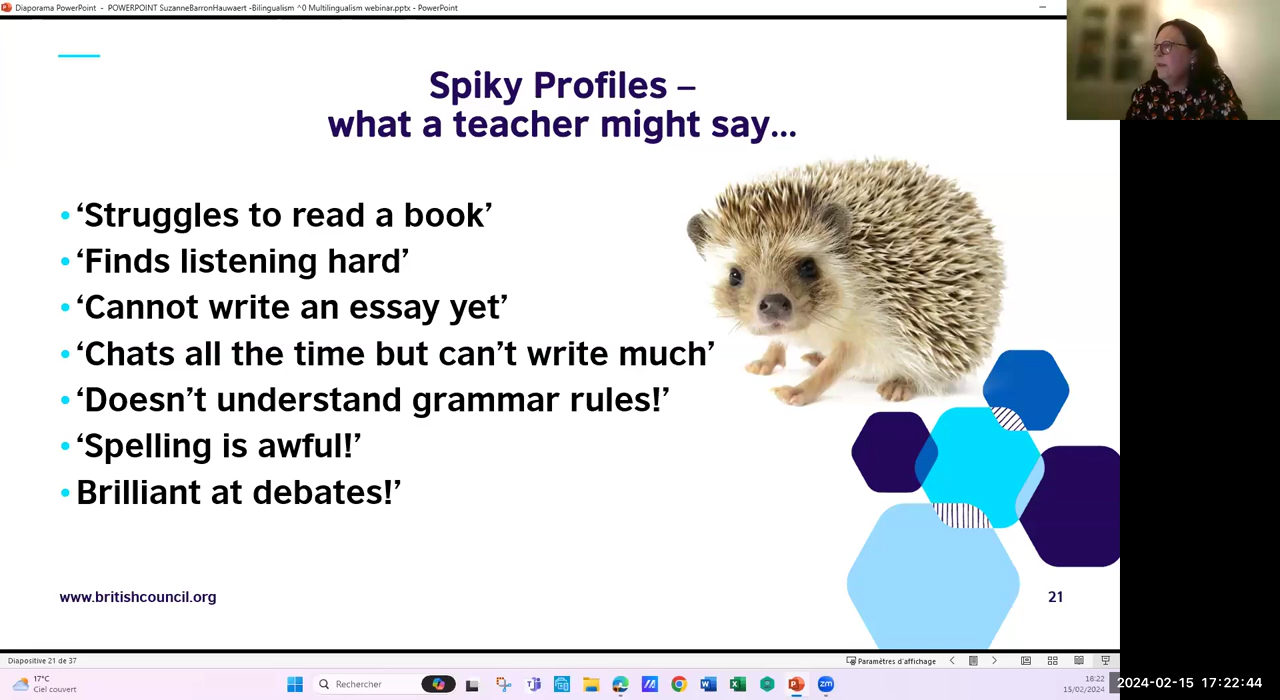 Diaporama PowerPoint - POWERPOINT SuzanneBarronHauwaert -Bilingualism ^0 Multilingualism webinar.pptx - PowerPoint
Spiky Profiles –
what a teacher might say...
• ‘Struggles to read a book’
• ‘Finds listening hard’
• ‘Cannot write an essay yet’
• ‘Chats all the time but can’t write much’
• ‘Doesn’t understand grammar rules!’
• ‘Spelling is awful!’
• Brilliant at debates!’
www.britishcouncil.org
21
Diapositive 21 de 37
Paramètres d'affichage
17°C
Ciel couvert
Rechercher
zm
18:22
15/02/2024
2024-02-15 17:22:44